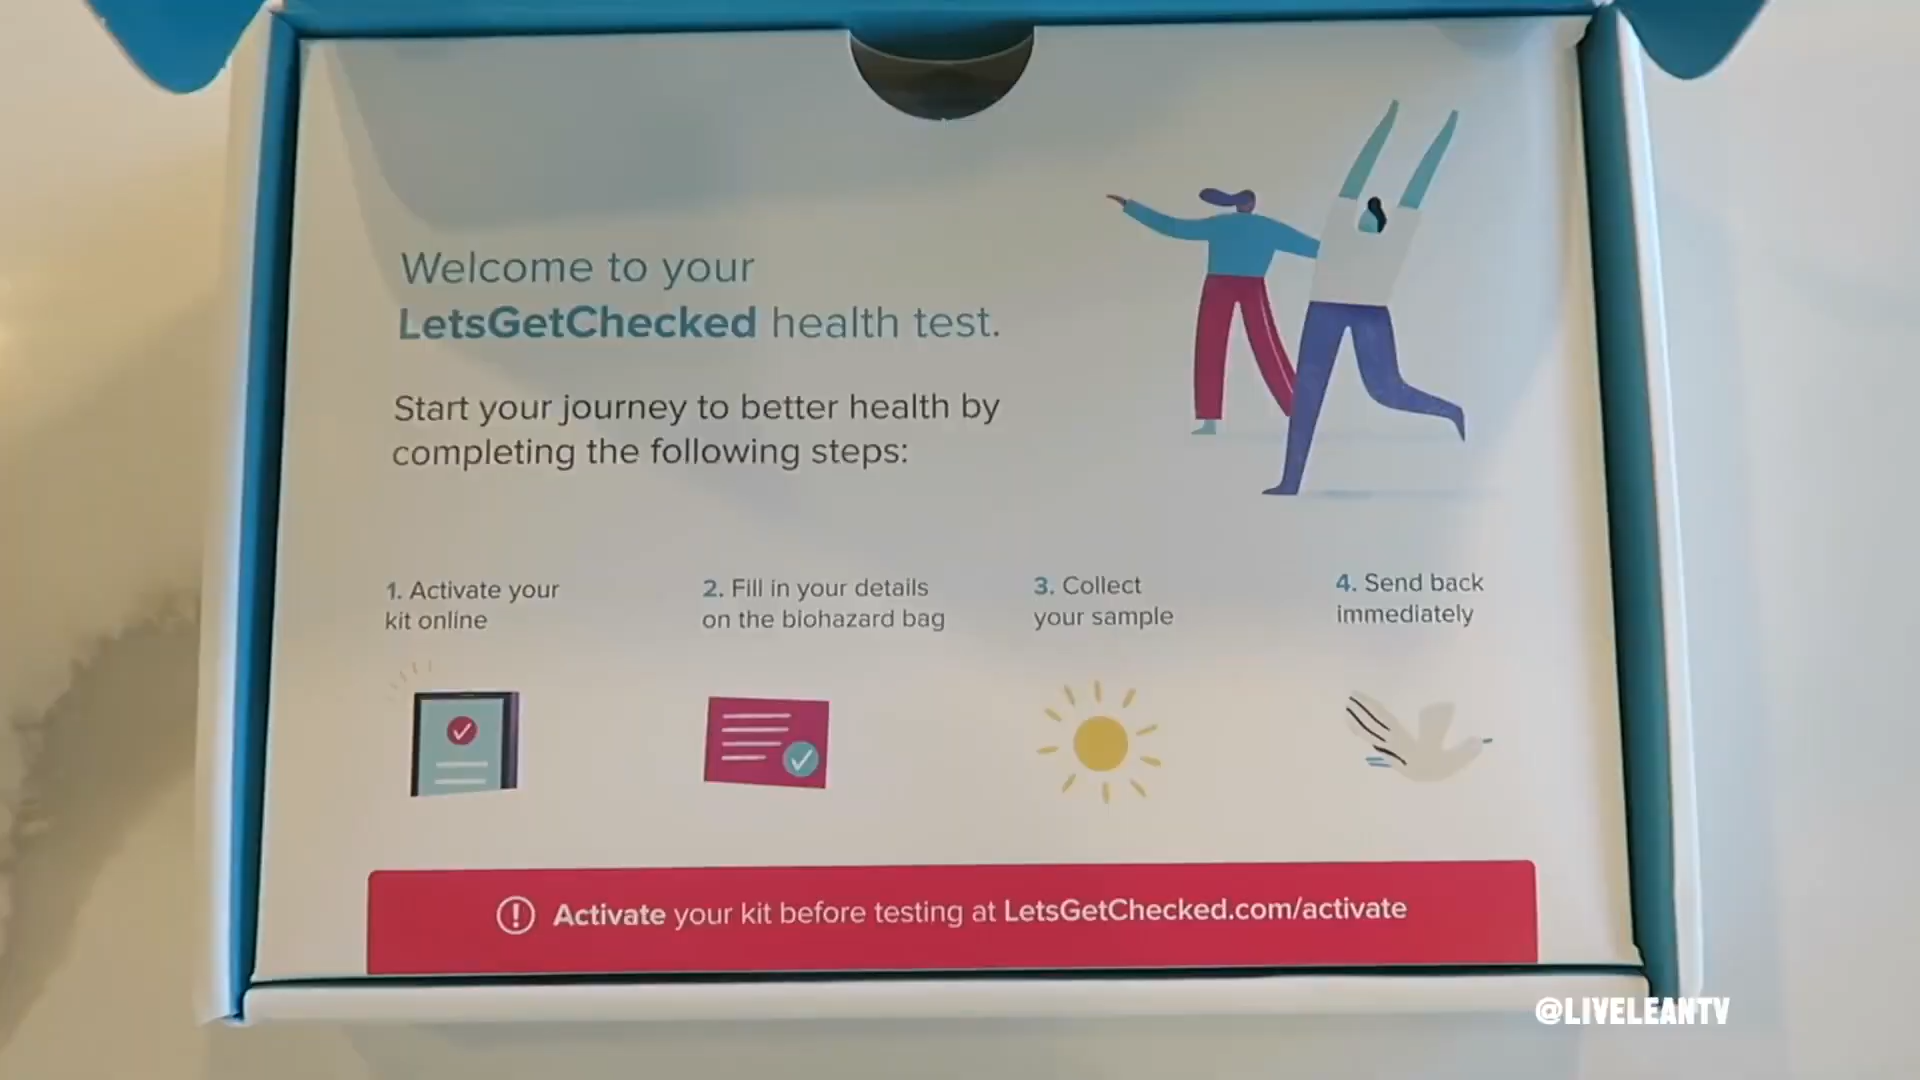 Welcome to your
LetsGetChecked health test.
Start your journey to better health by
completing the following steps:
1. Activate your
kit online
2. Fill in your details
on the biohazard bag
3. Collect
your sample
4. Send back
immediately
Activate your kit before testing at LetsGetChecked.com/activate
@LIVELEANTV